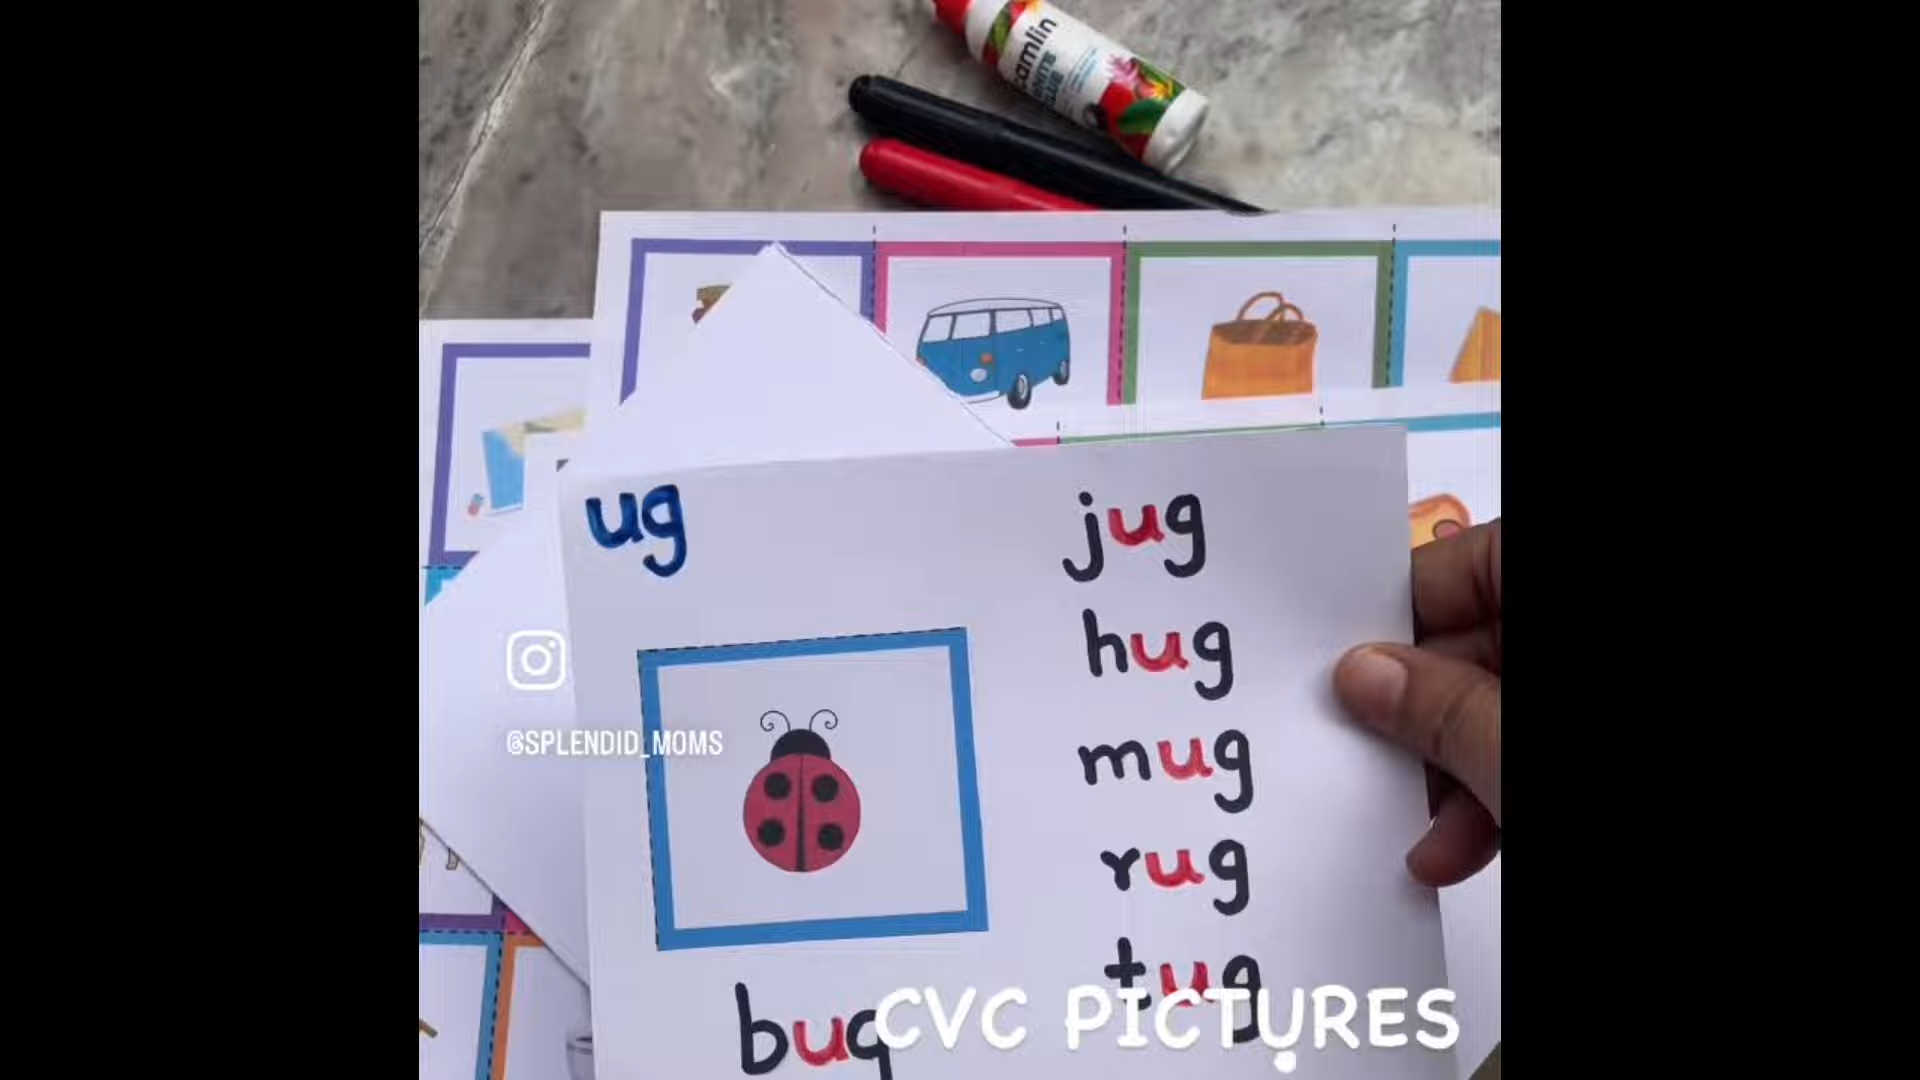 camlin
ug
jug
hug
mug
rug
tug
bug
@SPLENDID_MOMS
CVC PICTURES